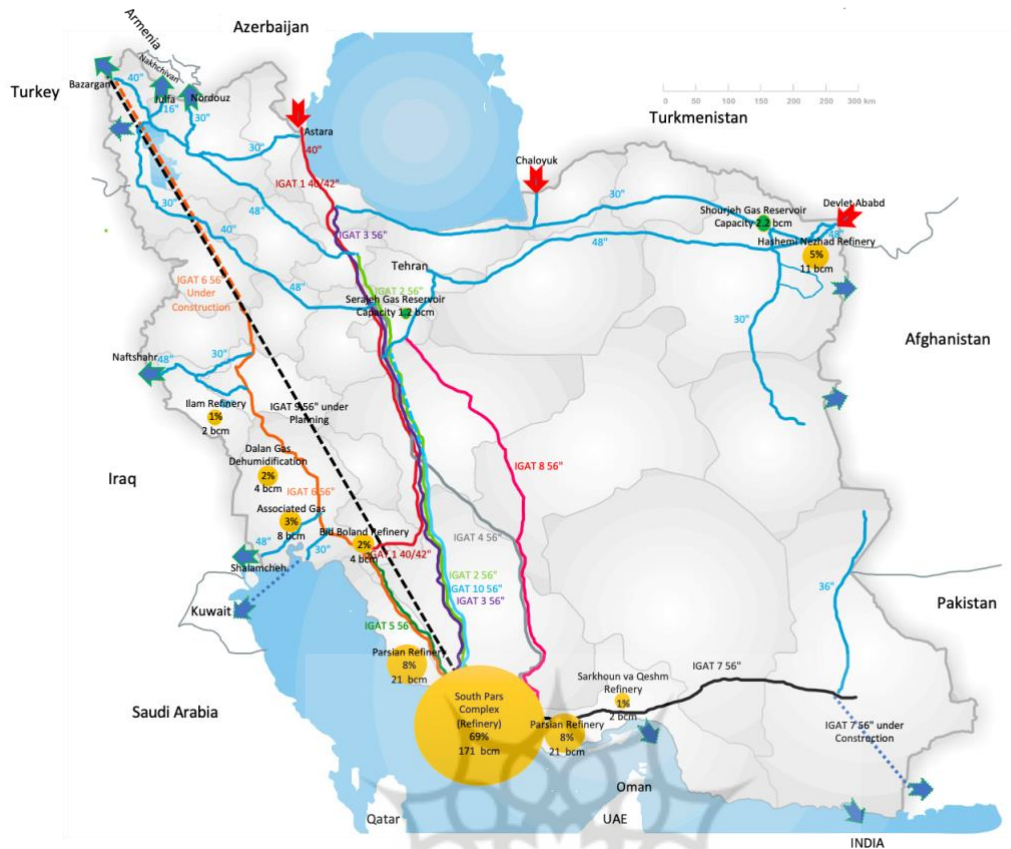 Armenia
Azerbaijan
Nakhchivan
Turkey
Bazargan
40"
Julfa
16"
Nordouz
30"
Astara
40"
30"
0 50 100 150 200 250 300 km
Turkmenistan
Chaloyuk
IGAT 1 40/42"
30"
Shourjeh Gas Reservoir
Capacity 2.2 bcm
Devlet Ababd
48"
Hashemi Nezhad Refinery
5%
11 bcm
30"
40"
48"
IGAT 3 56"
48"
Tehran
IGAT 6 56"
Under
Construction
48"
IGAT 2 56"
Serajeh Gas Reservoir
Capacity 1.2 bcm
30"
Afghanistan
Naftshahr
48"
30"
Ilam Refinery
1%
2 bcm
IGAT 9 56" under
Planning
Dalan Gas
Dehumidification
2%
4 bcm
IGAT 8 56"
Iraq
IGAT 6 56"
Associated Gas
3%
8 bcm
Bid Boland Refinery
2%
4 bcm
IGAT 1 40/42"
48"
30"
Shalamcheh.
IGAT 4 56"
IGAT 2 56"
IGAT 10 56"
IGAT 3 56"
36"
Kuwait
Pakistan
IGAT 5 56"
Parsian Refinery
8%
21 bcm
IGAT 7 56"
Sarkhoun va Qeshm
Refinery
1%
2 bcm
South Pars
Complex
(Refinery)
69%
171 bcm
Parsian Refinery
8%
21 bcm
IGAT 7 56" under
Construction
Saudi Arabia
Oman
Qatar
UAE
INDIA